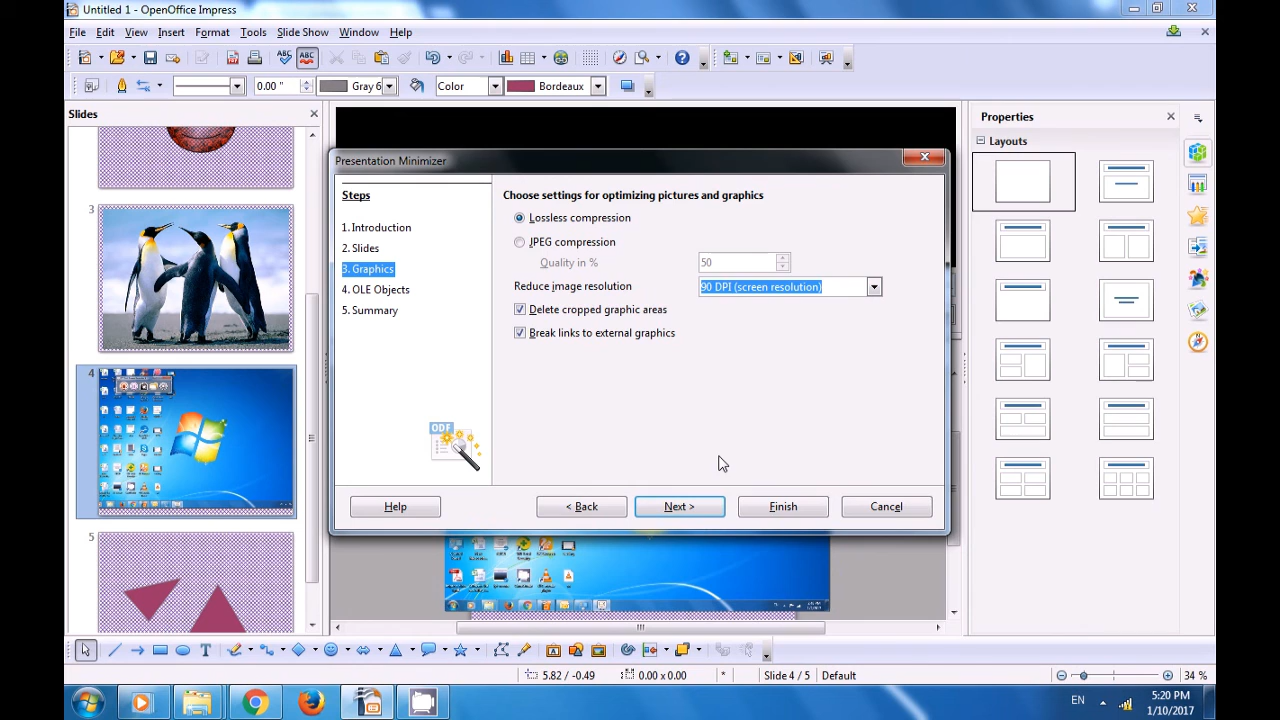 Untitled 1 - OpenOffice Impress
File Edit View Insert Format Tools Slide Show Window Help
ABC ABC
0.00 " Gray 6 Color Bordeaux
Slides
3
4
5
Presentation Minimizer
Steps
1. Introduction
2. Slides
3. Graphics
4. OLE Objects
5. Summary
ODF
Choose settings for optimizing pictures and graphics
Lossless compression
JPEG compression
Quality in % 50
Reduce image resolution 90 DPI (screen resolution)
Delete cropped graphic areas
Break links to external graphics
Help < Back Next > Finish Cancel
Properties
Layouts
5.82 / -0.49 0.00 x 0.00 * Slide 4 / 5 Default 34 %
EN 5:20 PM
1/10/2017